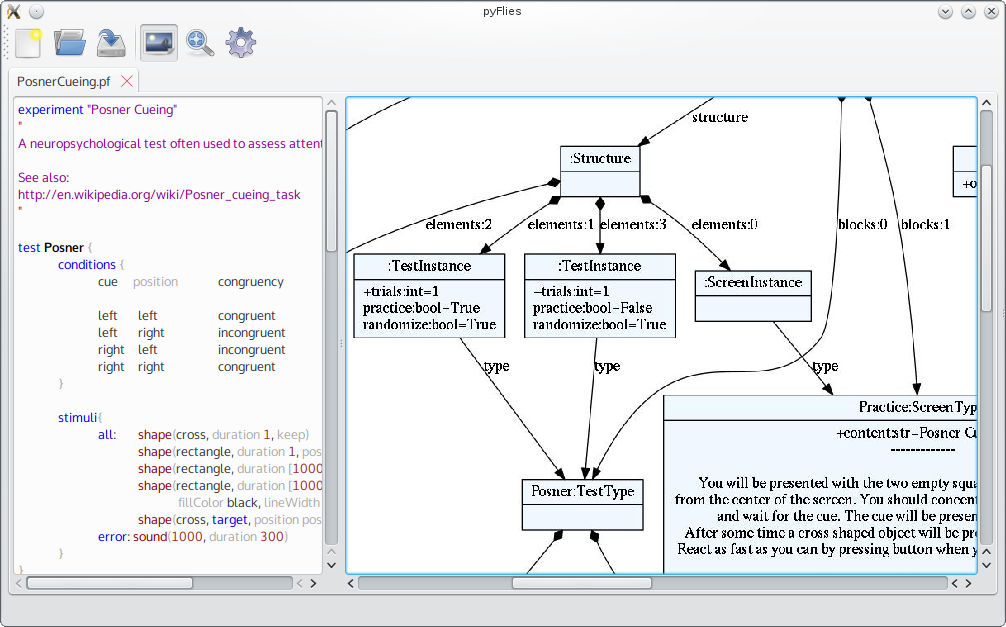 pyFlies
PosnerCueing.pf
experiment "Posner Cueing"
"
A neuropsychological test often used to assess attent
See also:
http://en.wikipedia.org/wiki/Posner_cueing_task
"
test Posner {
conditions {
cue position congruency
left left congruent
left right incongruent
right left incongruent
right right congruent
}
stimuli{
all: shape(cross, duration 1, keep)
shape(rectangle, duration 1, pos
shape(rectangle, duration [1000
shape(rectangle, duration [1000
fillColor black, lineWidth
shape(cross, target, position pos
error: sound(1000, duration 300)
}
}
structure
:Structure
+o
elements:2
elements:1
elements:3
elements:0
blocks:0
blocks:1
:TestInstance
+trials:int=1
practice:bool=True
randomize:bool=True
:TestInstance
+trials:int=1
practice:bool=False
randomize:bool=True
:ScreenInstance
type
type
type
Posner:TestType
Practice:ScreenTyp
+content:str=Posner Cu
-------------
You will be presented with the two empty squa
from the center of the screen. You should concent
and wait for the cue. The cue will be presen
After some time a cross shaped object will be pre
React as fast as you can by pressing button when y